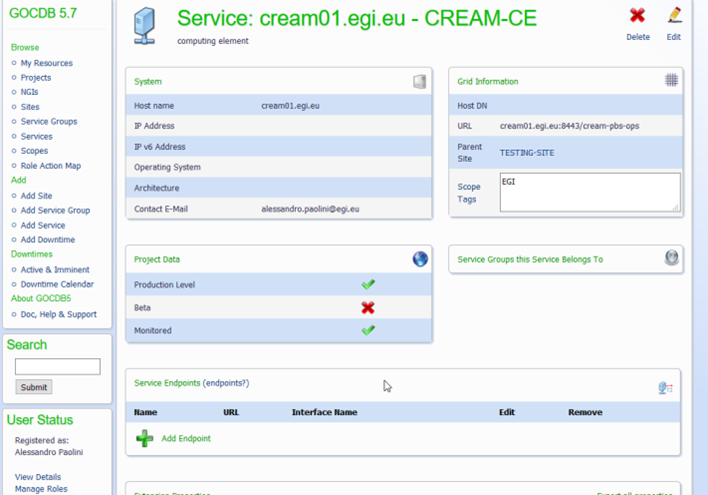 GOCDB 5.7
Browse
My Resources
Projects
NGIs
Sites
Service Groups
Services
Scopes
Role Action Map
Add
Add Site
Add Service Group
Add Service
Add Downtime
Downtimes
Active & Imminent
Downtime Calendar
About GOCDB5
Doc, Help & Support
Search
Submit
User Status
Registered as:
Alessandro Paolini
View Details
Manage Roles
Service: cream01.egi.eu - CREAM-CE
computing element
Delete Edit
System
Host name cream01.egi.eu
IP Address
IP v6 Address
Operating System
Architecture
Contact E-Mail alessandro.paolini@egi.eu
Grid Information
Host DN
URL cream01.egi.eu:8443/cream-pbs-ops
Parent
Site
TESTING-SITE
Scope
Tags
EGI
Project Data
Production Level
Beta
Monitored
Service Groups this Service Belongs To
Service Endpoints (endpoints?)
Name URL Interface Name Edit Remove
Add Endpoint
Extension Properties Export all properties